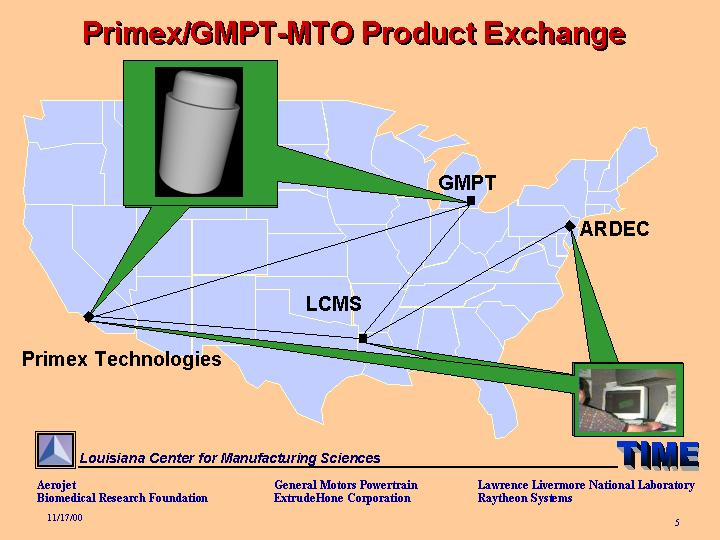 Primex/GMPT-MTO Product Exchange
GMPT
ARDEC
LCMS
Primex Technologies
Louisiana Center for Manufacturing Sciences
TIME
Aerojet
Biomedical Research Foundation
General Motors Powertrain
ExtrudeHone Corporation
Lawrence Livermore National Laboratory
Raytheon Systems
11/17/00
5